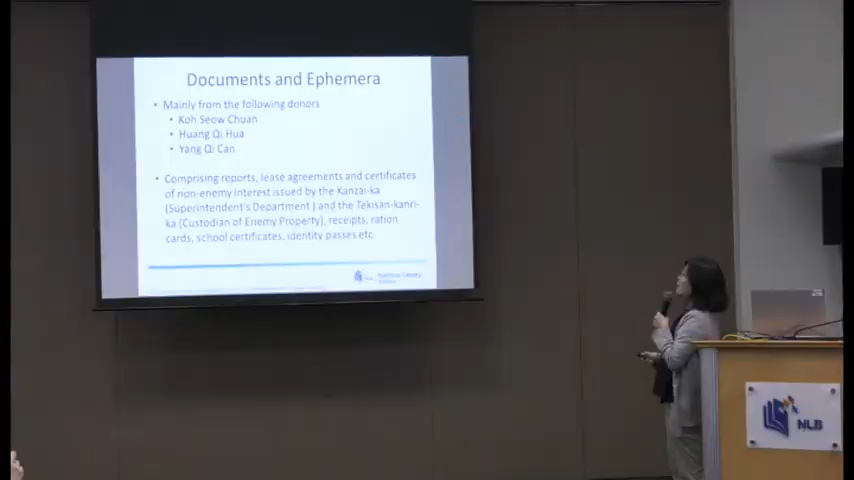 Documents and Ephemera
• Mainly from the following donors
• Koh Seow Chuan
• Huang Qi Hua
• Yang Qi Can
• Comprising reports, lease agreements and certificates
of non-enemy interest issued by the Kanzai-ka
(Superintendent's Department ) and the Tekisan-kanri-
ka (Custodian of Enemy Property), receipts, ration
cards, school certificates, identity passes etc
National Library
NLB